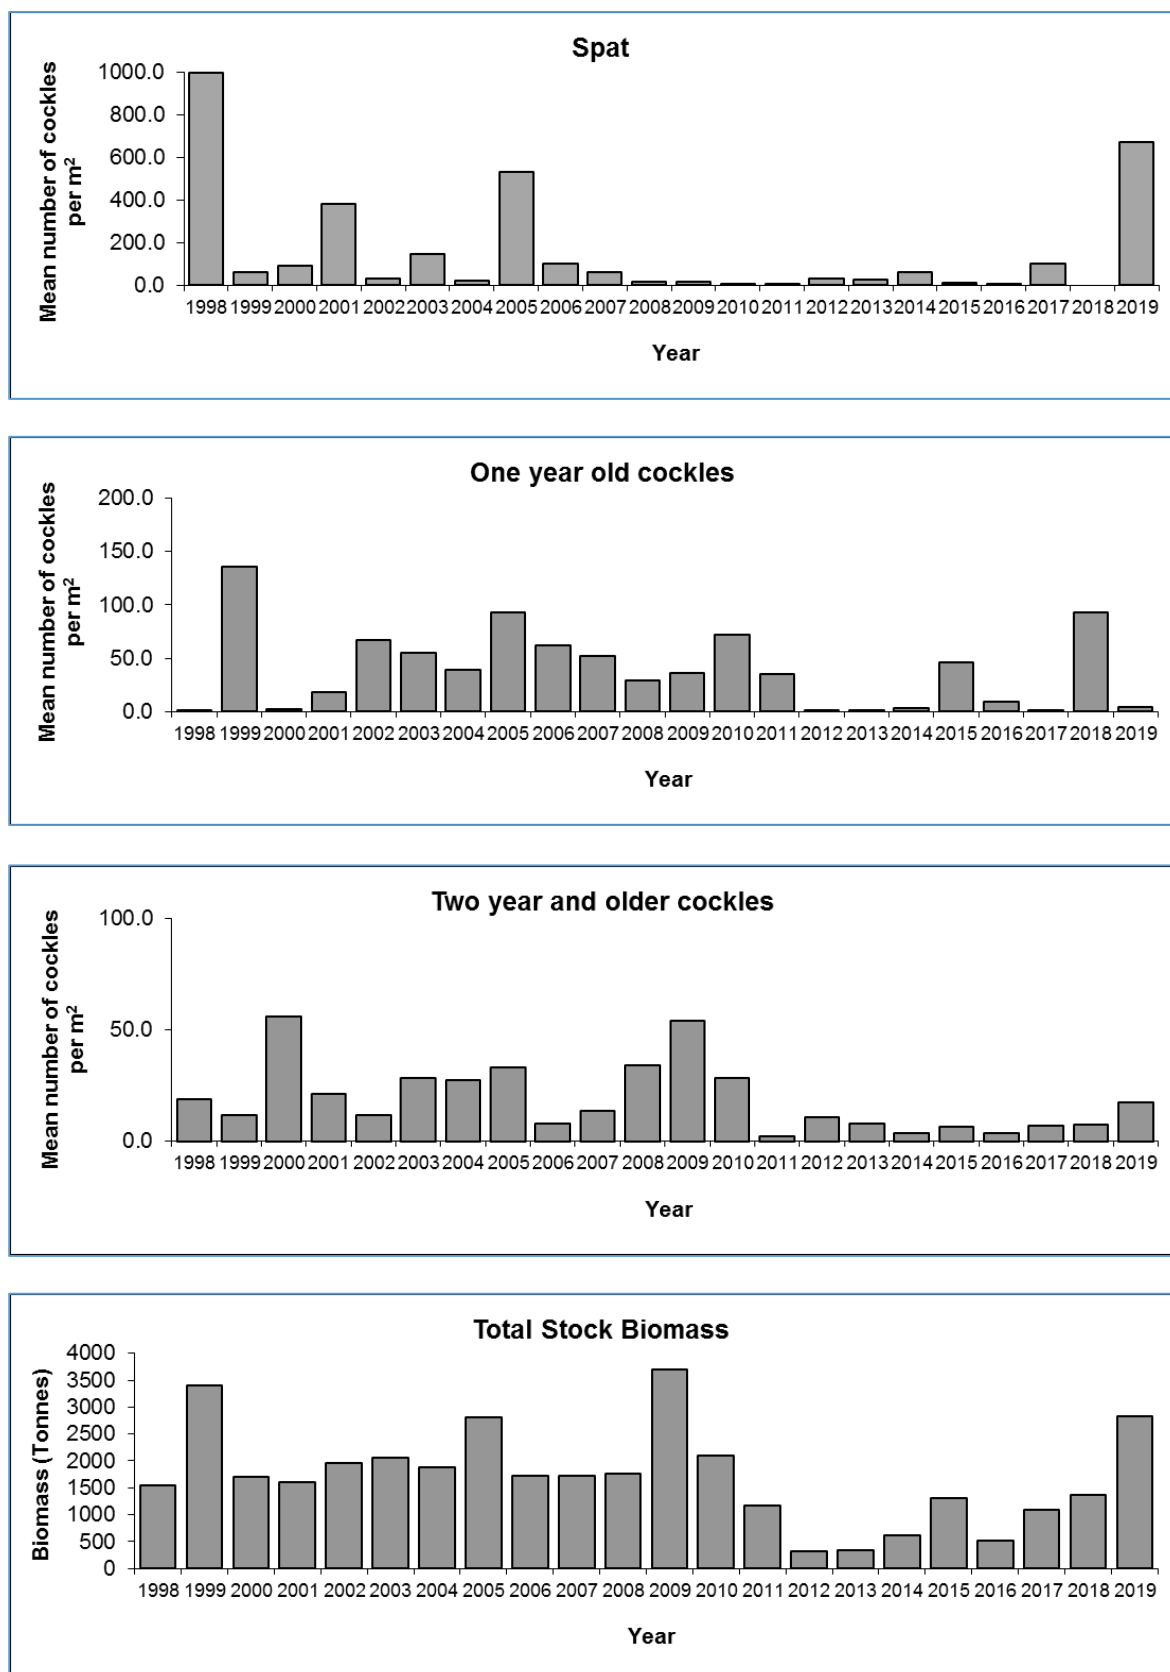 Spat
Mean number of cockles
per m²
1000.0
800.0
600.0
400.0
200.0
0.0
1998 1999 2000 2001 2002 2003 2004 2005 2006 2007 2008 2009 2010 2011 2012 2013 2014 2015 2016 2017 2018 2019
Year
One year old cockles
Mean number of cockles
per m²
200.0
150.0
100.0
50.0
0.0
1998 1999 2000 2001 2002 2003 2004 2005 2006 2007 2008 2009 2010 2011 2012 2013 2014 2015 2016 2017 2018 2019
Year
Two year and older cockles
Mean number of cockles
per m²
100.0
50.0
0.0
1998 1999 2000 2001 2002 2003 2004 2005 2006 2007 2008 2009 2010 2011 2012 2013 2014 2015 2016 2017 2018 2019
Year
Total Stock Biomass
Biomass (Tonnes)
4000
3500
3000
2500
2000
1500
1000
500
0
1998 1999 2000 2001 2002 2003 2004 2005 2006 2007 2008 2009 2010 2011 2012 2013 2014 2015 2016 2017 2018 2019
Year